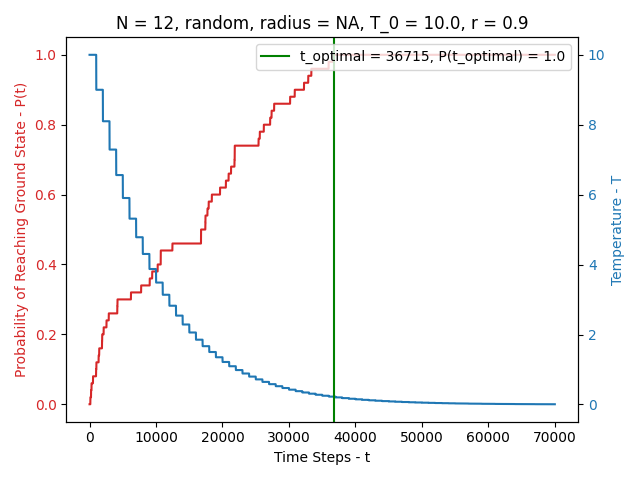 N = 12, random, radius = NA, T_0 = 10.0, r = 0.9
t_optimal = 36715, P(t_optimal) = 1.0
Probability of Reaching Ground State - P(t)
1.0
0.8
0.6
0.4
0.2
0.0
10
8
6
4
2
0
Temperature - T
0 10000 20000 30000 40000 50000 60000 70000
Time Steps - t